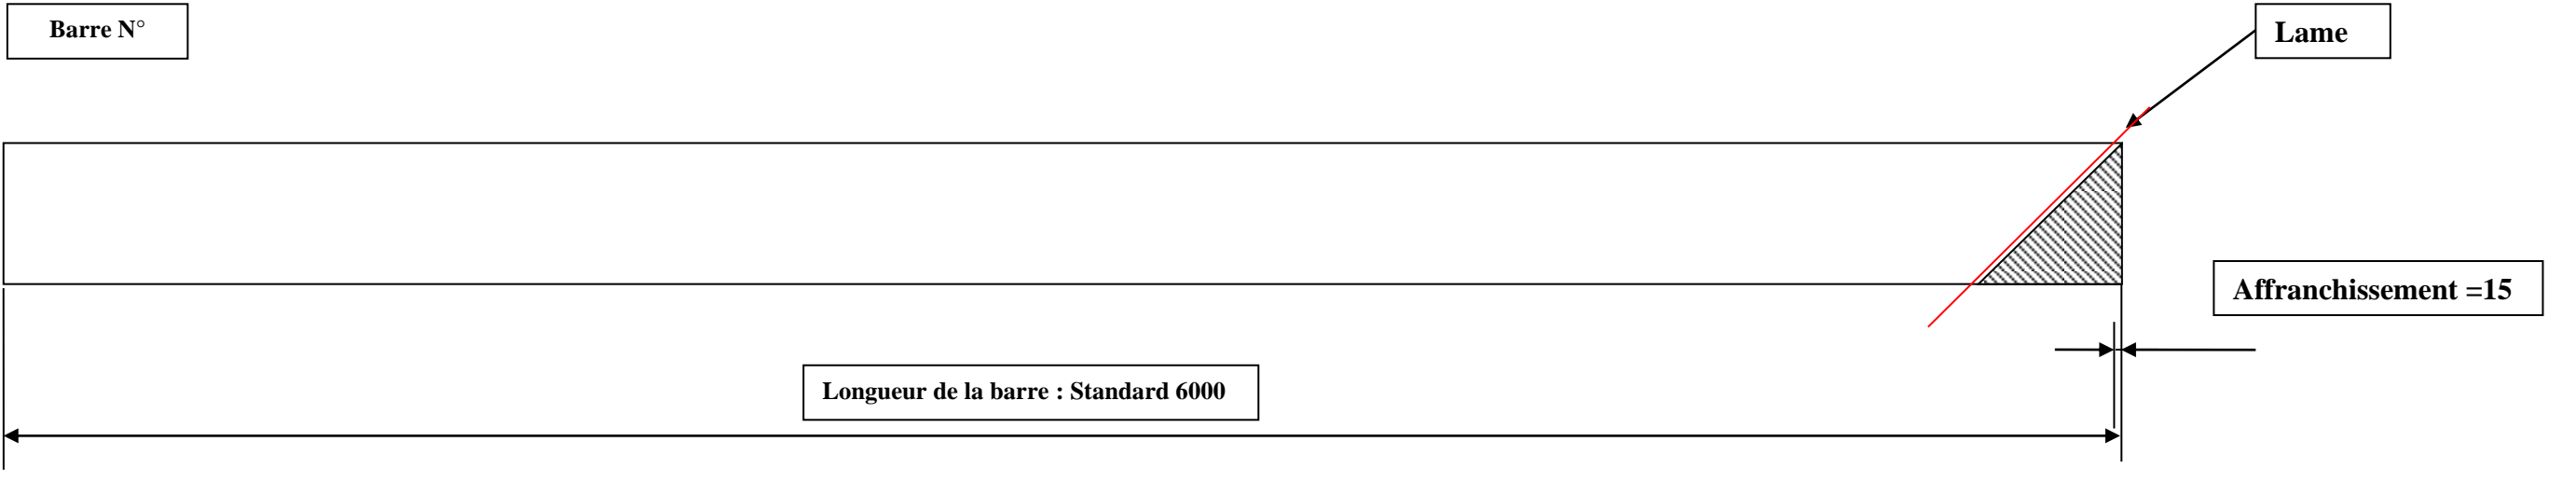 Barre N°
Lame
Affranchissement =15
Longueur de la barre : Standard 6000